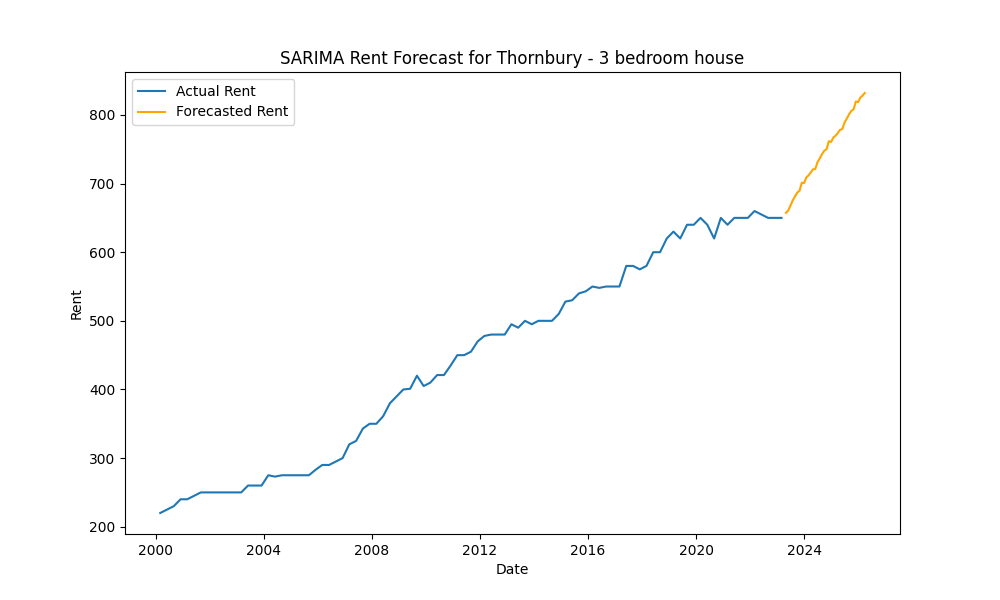 SARIMA Rent Forecast for Thornbury - 3 bedroom house
Actual Rent
Forecasted Rent
800
700
600
500
400
300
200
Rent
2000 2004 2008 2012 2016 2020 2024
Date